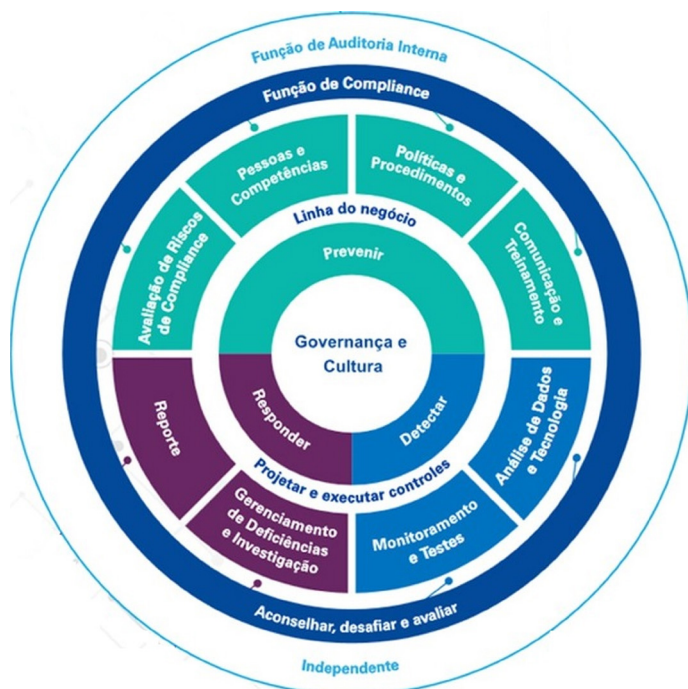 Função de Auditoria Interna
Função de Compliance
Pessoas e
Competências
Políticas e
Procedimentos
Linha do negócio
Avaliação de Riscos
de Compliance
Comunicação e
Treinamento
Prevenir
Governança e
Cultura
Responder
Detectar
Reporte
Análise de Dados
e Tecnologia
Projetar e executar controles
Gerenciamento
de Deficiências
e Investigação
Monitoramento
e Testes
Aconselhar, desafiar e avaliar
Independente